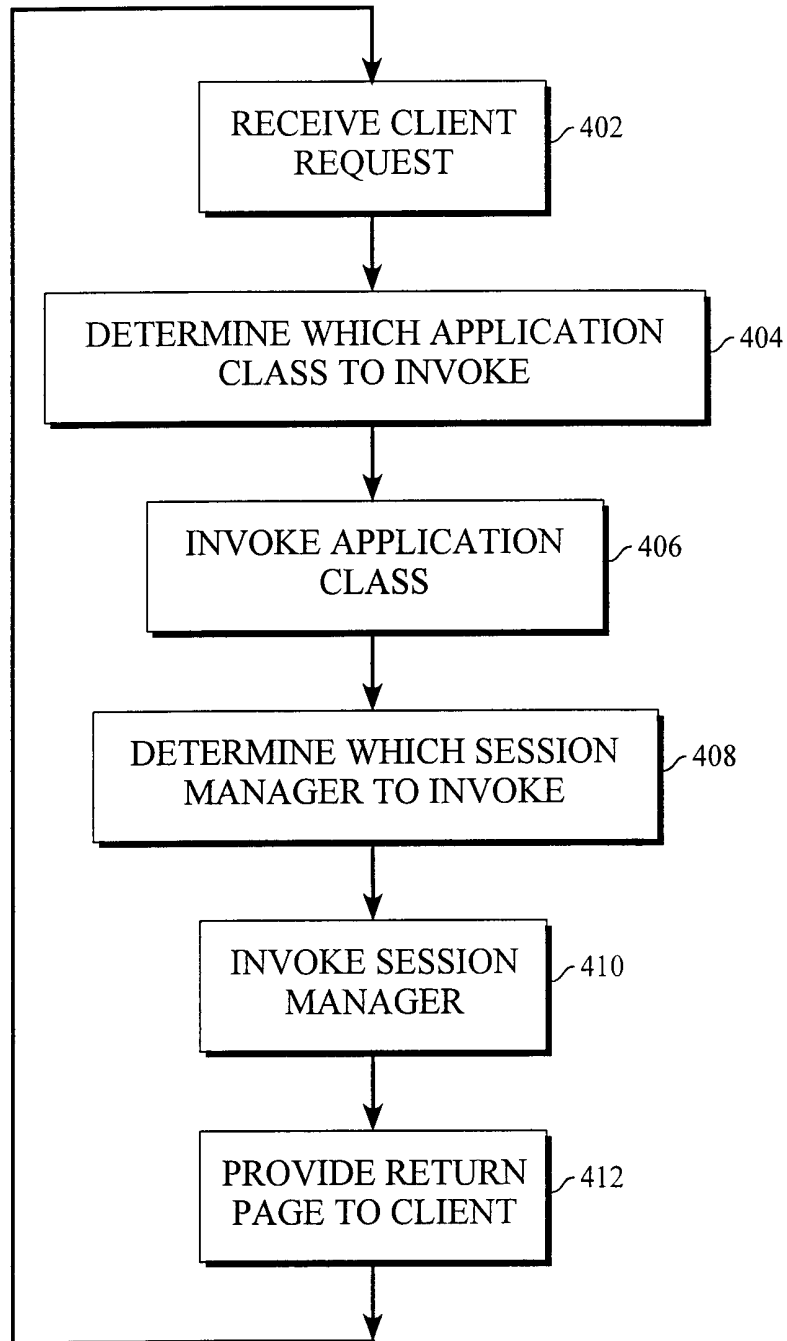 RECEIVE CLIENT
REQUEST
402
DETERMINE WHICH APPLICATION
CLASS TO INVOKE
404
INVOKE APPLICATION
CLASS
406
DETERMINE WHICH SESSION
MANAGER TO INVOKE
408
INVOKE SESSION
MANAGER
410
PROVIDE RETURN
PAGE TO CLIENT
412